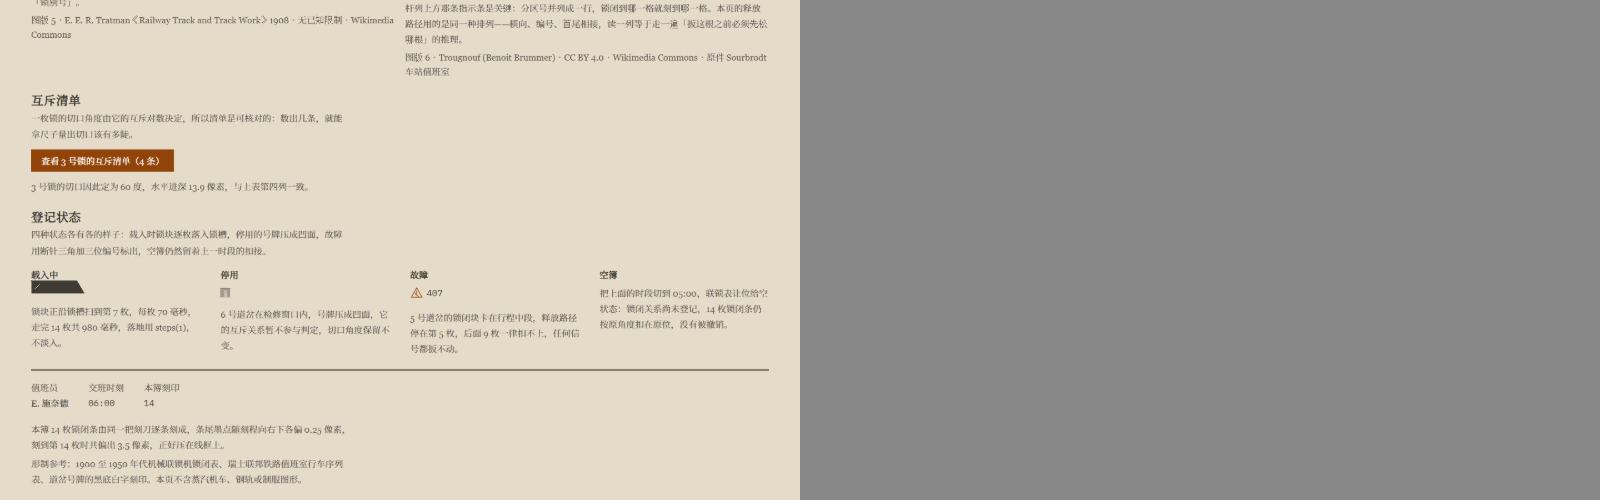 「锁别号」。
图版 5 · E. E. R. Tratman《Railway Track and Track Work》1908 · 无已知限制 · Wikimedia
Commons
杆列上方那条指示条是关键：分区号并列成一行，锁闭到哪一格就刻到哪一格。本页的释放
路径用的是同一种排列——横向、编号、首尾相接，读一列等于走一遍「扳这根之前必须先松
哪根」的推理。
图版 6 · Trougnouf (Benoit Brummer) · CC BY 4.0 · Wikimedia Commons · 原件 Sourbrodt
车站值班室
互斥清单
一枚锁的切口角度由它的互斥对数决定，所以清单是可核对的：数出几条，就能
拿尺子量出切口该有多陡。
查看 3 号锁的互斥清单（4 条）
3 号锁的切口因此定为 60 度，水平进深 13.9 像素，与上表第四列一致。
登记状态
四种状态各有各的样子：载入时锁块逐枚落入锁槽，停用的号牌压成凹面，故障
用断针三角加三位编号标出，空簿仍然留着上一时段的扣接。
载入中
锁块正沿锁槽扫到第 7 枚，每枚 70 毫秒，
走完 14 枚共 980 毫秒，落地用 steps(1)，
不淡入。
停用
6 号道岔在检修窗口内，号牌压成凹面，它
的互斥关系暂不参与判定，切口角度保留不
变。
故障
407
5 号道岔的锁闭块卡在行程中段，释放路径
停在第 5 枚，后面 9 枚一律扣不上，任何信
号都扳不动。
空簿
把上面的时段切到 05:00，联锁表让位给空
状态：锁闭关系尚未登记，14 枚锁闭条仍
按原角度扣在原位，没有被撤销。
值班员 交班时刻 本簿刻印
E. 施奈德 06:00 14
本簿 14 枚锁闭条由同一把刻刀逐条刻成，条尾墨点随刻程向右下各偏 0.25 像素，
刻到第 14 枚时共偏出 3.5 像素，正好压在线框上。
形制参考：1900 至 1950 年代机械联锁机锁闭表、瑞士联邦铁路值班室行车序列
表、道岔号牌的黑底白字刻印。本页不含蒸汽机车、钢轨或制服图形。